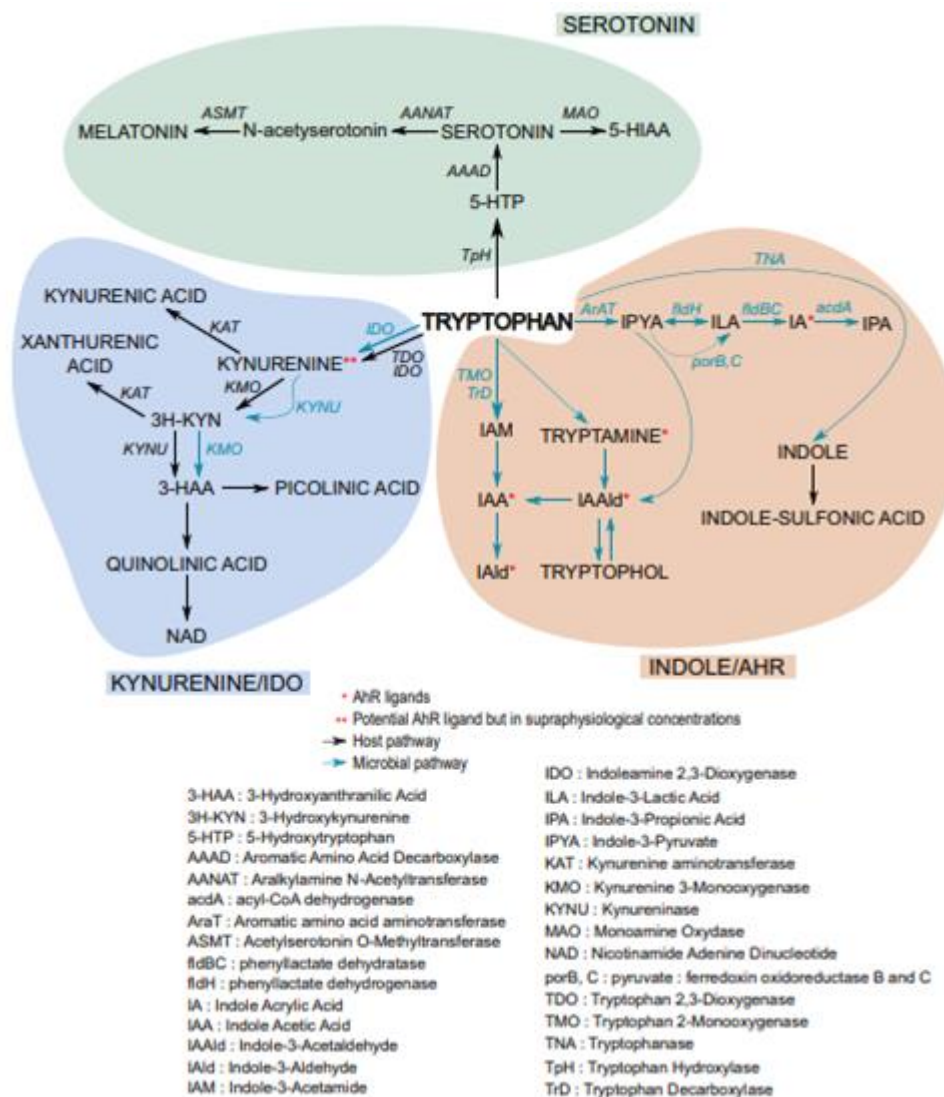 SEROTONIN
ASMT AANAT MAO
MELATONIN N-acetyserotonin SEROTONIN 5-HIAA
AAAD
5-HTP
TpH
TNA
KYNURENIC ACID
TRYPTOPHAN ArAT IPYA fldH ILA fldBC IA* acdA IPA
IDO
KAT
TDO
IDO
porB,C
XANTHURENIC
ACID
KYNURENINE**
KMO
KYNU
KAT
TMO
TrD
3H-KYN
IAM TRYPTAMINE*
KYNU KMO
INDOLE
3-HAA PICOLINIC ACID
IAA* IAAld*
INDOLE-SULFONIC ACID
QUINOLINIC ACID
IAld* TRYPTOPHOL
NAD
KYNURENINE/IDO
INDOLE/AHR
* AhR ligands
** Potential AhR ligand but in supraphysiological concentrations
Host pathway
Microbial pathway
3-HAA : 3-Hydroxyanthranilic Acid
3H-KYN : 3-Hydroxykynurenine
5-HTP : 5-Hydroxytryptophan
AAAD : Aromatic Amino Acid Decarboxylase
AANAT : Aralkylamine N-Acetyltransferase
acdA : acyl-CoA dehydrogenase
AraT : Aromatic amino acid aminotransferase
ASMT : Acetylserotonin O-Methyltransferase
fldBC : phenyllactate dehydratase
fldH : phenyllactate dehydrogenase
IA : Indole Acrylic Acid
IAA : Indole Acetic Acid
IAAld : Indole-3-Acetaldehyde
IAld : Indole-3-Aldehyde
IAM : Indole-3-Acetamide
IDO : Indoleamine 2,3-Dioxygenase
ILA : Indole-3-Lactic Acid
IPA : Indole-3-Propionic Acid
IPYA : Indole-3-Pyruvate
KAT : Kynurenine aminotransferase
KMO : Kynurenine 3-Monooxygenase
KYNU : Kynureninase
MAO : Monoamine Oxydase
NAD : Nicotinamide Adenine Dinucleotide
porB, C : pyruvate : ferredoxin oxidoreductase B and C
TDO : Tryptophan 2,3-Dioxygenase
TMO : Tryptophan 2-Monooxygenase
TNA : Tryptophanase
TpH : Tryptophan Hydroxylase
TrD : Tryptophan Decarboxylase